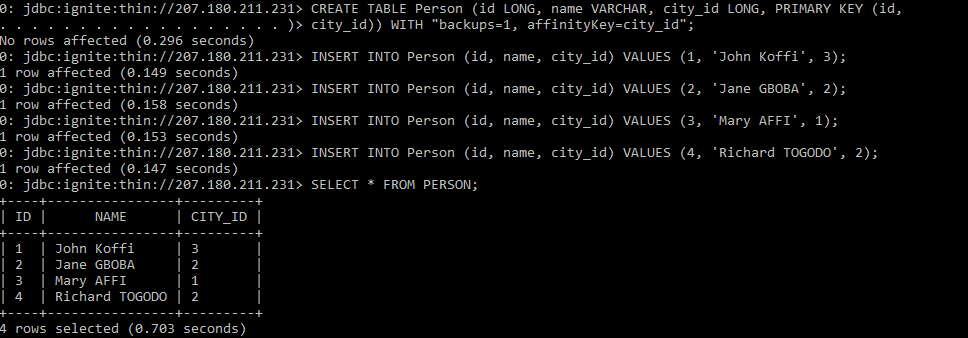 0: jdbc:ignite:thin://207.180.211.231> CREATE TABLE Person (id LONG, name VARCHAR, city_id LONG, PRIMARY KEY (id,
. . . . . . . . . . . . . . . . . . )> city_id)) WITH "backups=1, affinityKey=city_id";
No rows affected (0.296 seconds)
0: jdbc:ignite:thin://207.180.211.231> INSERT INTO Person (id, name, city_id) VALUES (1, 'John Koffi', 3);
1 row affected (0.149 seconds)
0: jdbc:ignite:thin://207.180.211.231> INSERT INTO Person (id, name, city_id) VALUES (2, 'Jane GBOBA', 2);
1 row affected (0.158 seconds)
0: jdbc:ignite:thin://207.180.211.231> INSERT INTO Person (id, name, city_id) VALUES (3, 'Mary AFFI', 1);
1 row affected (0.153 seconds)
0: jdbc:ignite:thin://207.180.211.231> INSERT INTO Person (id, name, city_id) VALUES (4, 'Richard TOGODO', 2);
1 row affected (0.147 seconds)
0: jdbc:ignite:thin://207.180.211.231> SELECT * FROM PERSON;
+----+----------------+---------+
| ID |      NAME      | CITY_ID |
+----+----------------+---------+
| 1  | John Koffi     | 3       |
| 2  | Jane GBOBA     | 2       |
| 3  | Mary AFFI      | 1       |
| 4  | Richard TOGODO | 2       |
+----+----------------+---------+
4 rows selected (0.703 seconds)